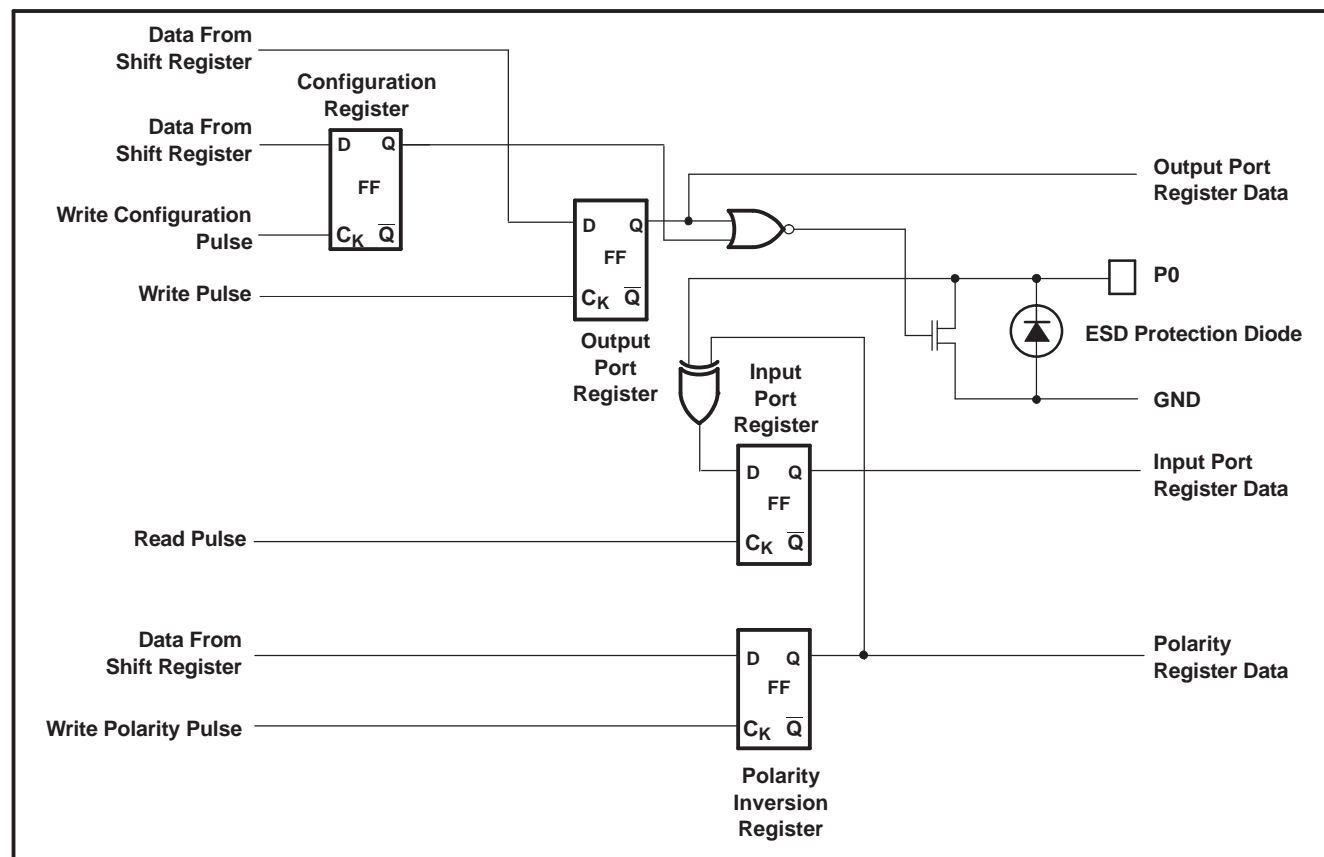 Data From
Shift Register
Configuration
Register
Data From
Shift Register
D Q
FF
CK Q
Write Configuration
Pulse
Output Port
Register Data
D Q
FF
CK Q
Write Pulse
P0
ESD Protection Diode
Output
Port
Register
Input
Port
Register
GND
D Q
FF
CK Q
Input Port
Register Data
Read Pulse
Data From
Shift Register
D Q
FF
CK Q
Polarity
Register Data
Write Polarity Pulse
Polarity
Inversion
Register